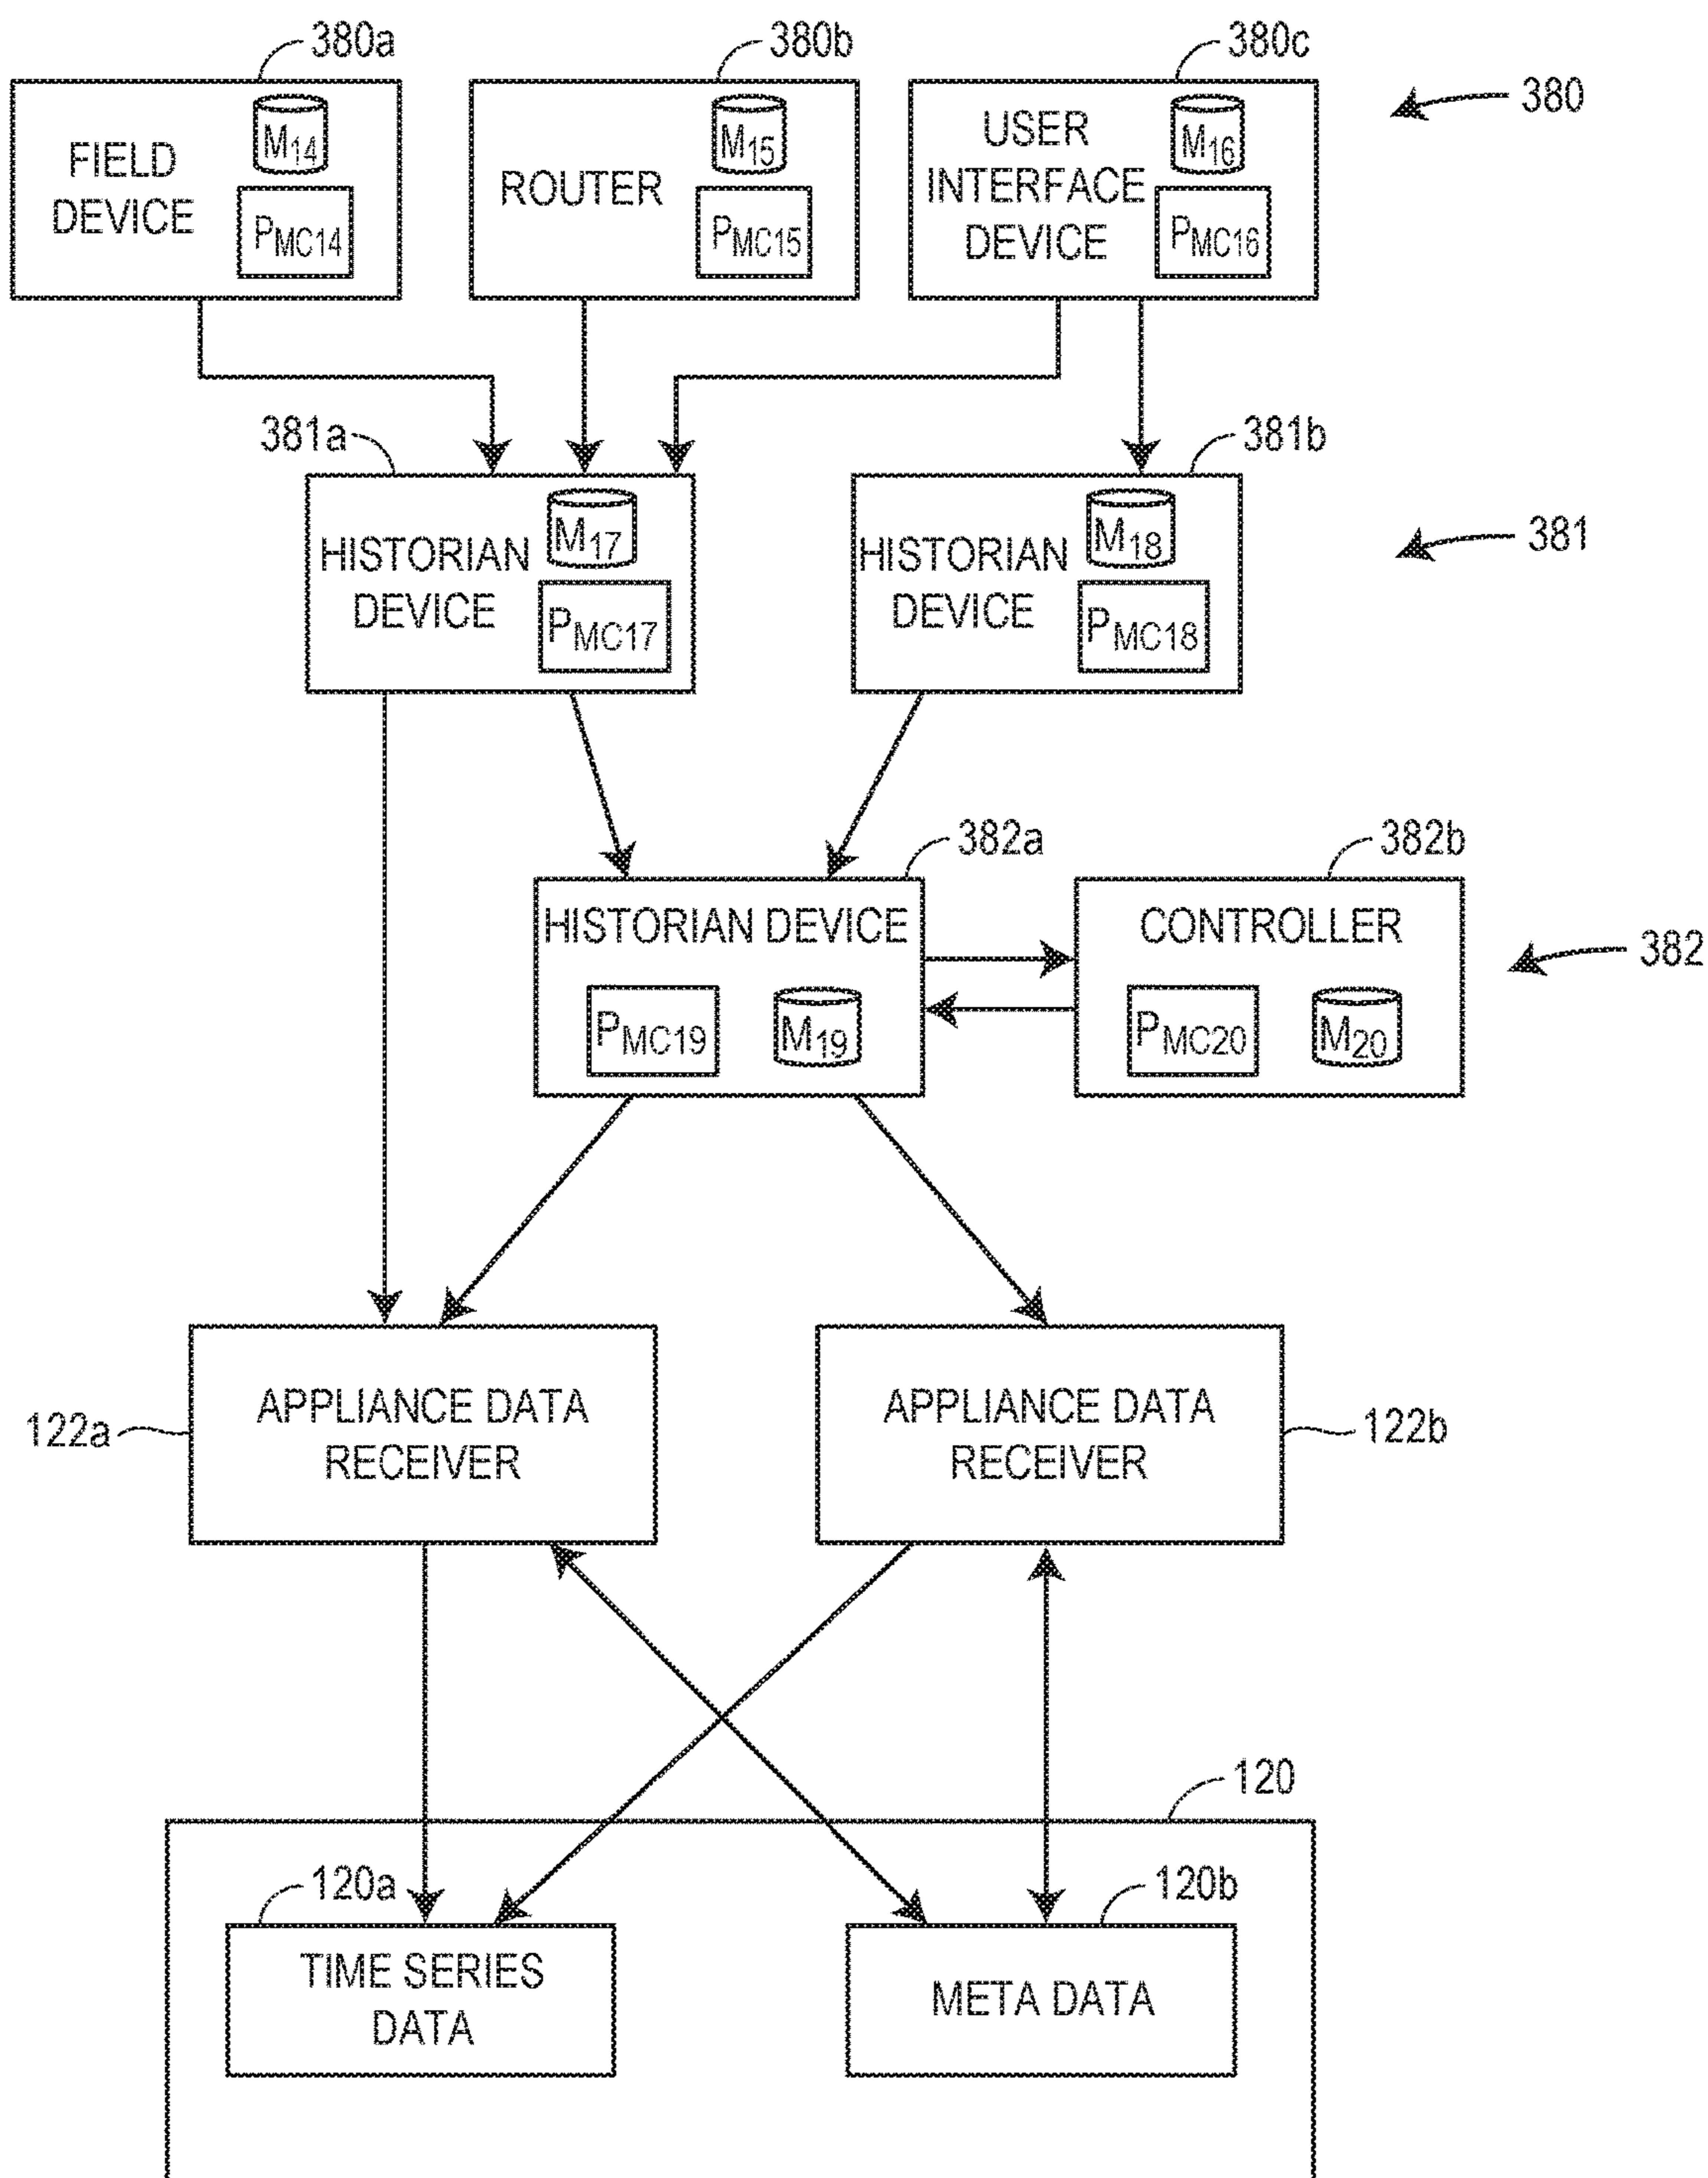 380a
380b
380c
380
FIELD
DEVICE
M14
PMC14
ROUTER
M15
PMC15
USER
INTERFACE
DEVICE
M16
PMC16
381a
381b
381
HISTORIAN
DEVICE
M17
PMC17
HISTORIAN
DEVICE
M18
PMC18
382a
382b
382
HISTORIAN DEVICE
PMC19
M19
CONTROLLER
PMC20
M20
122a
APPLIANCE DATA
RECEIVER
APPLIANCE DATA
RECEIVER
122b
120
120a
120b
TIME SERIES
DATA
META DATA